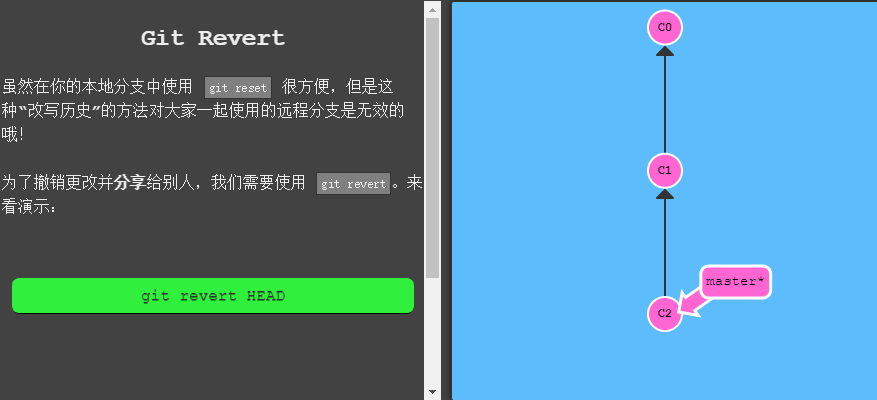 Git Revert
虽然在你的本地分支中使用 git reset 很方便，但是这
种“改写历史”的方法对大家一起使用的远程分支是无效的
哦！
为了撤销更改并分享给别人，我们需要使用 git revert。来
看演示：
git revert HEAD
C0
C1
master*
C2